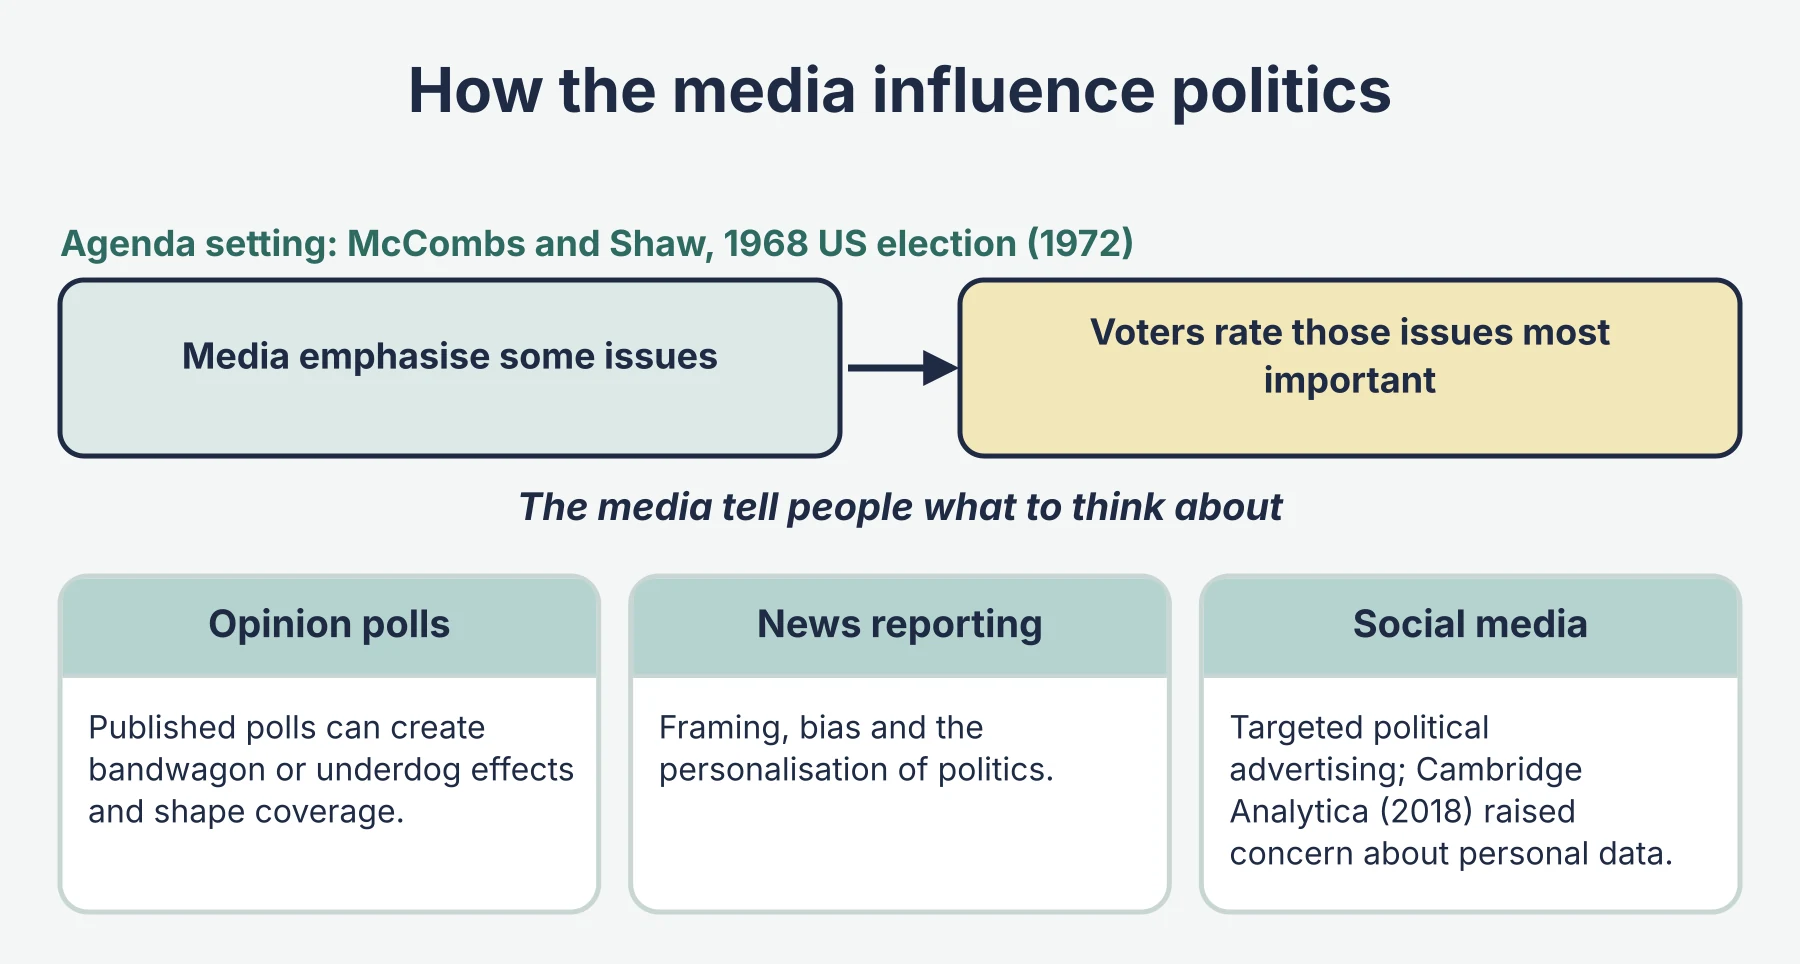 How the media influence politics
Agenda setting: McCombs and Shaw, 1968 US election (1972)
Media emphasise some issues
Voters rate those issues most
important
The media tell people what to think about
Opinion polls
Published polls can create
bandwagon or underdog effects
and shape coverage.
News reporting
Framing, bias and the
personalisation of politics.
Social media
Targeted political
advertising; Cambridge
Analytica (2018) raised
concern about personal data.